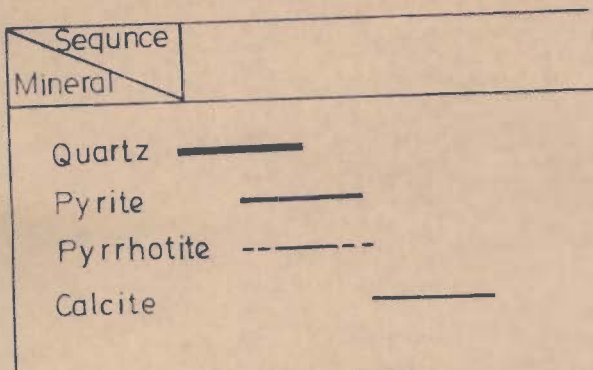 Sequnce
Mineral
Quartz
Pyrite
Pyrrhotite
Calcite